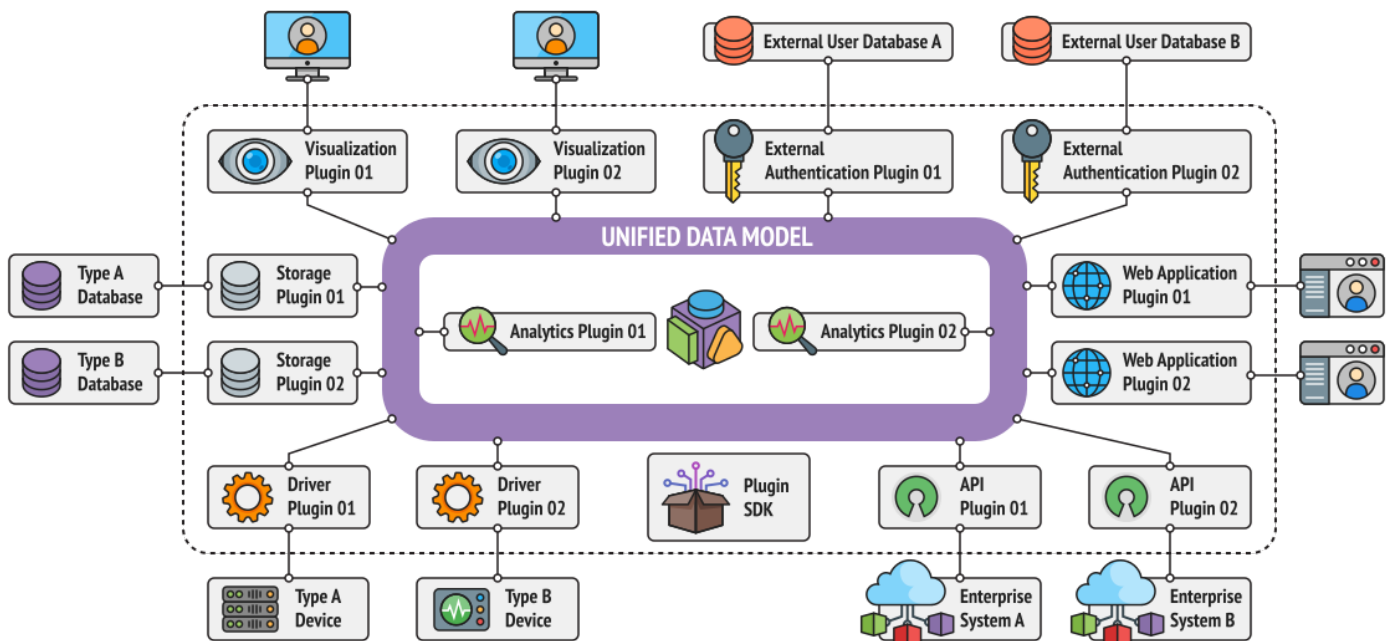 External User Database A
External User Database B
Visualization
Plugin 01
Visualization
Plugin 02
External
Authentication Plugin 01
External
Authentication Plugin 02
UNIFIED DATA MODEL
Type A
Database
Storage
Plugin 01
Web Application
Plugin 01
Analytics Plugin 01
Analytics Plugin 02
Type B
Database
Storage
Plugin 02
Web Application
Plugin 02
Driver
Plugin 01
Driver
Plugin 02
Plugin
SDK
API
Plugin 01
API
Plugin 02
Type A
Device
Type B
Device
Enterprise
System A
Enterprise
System B